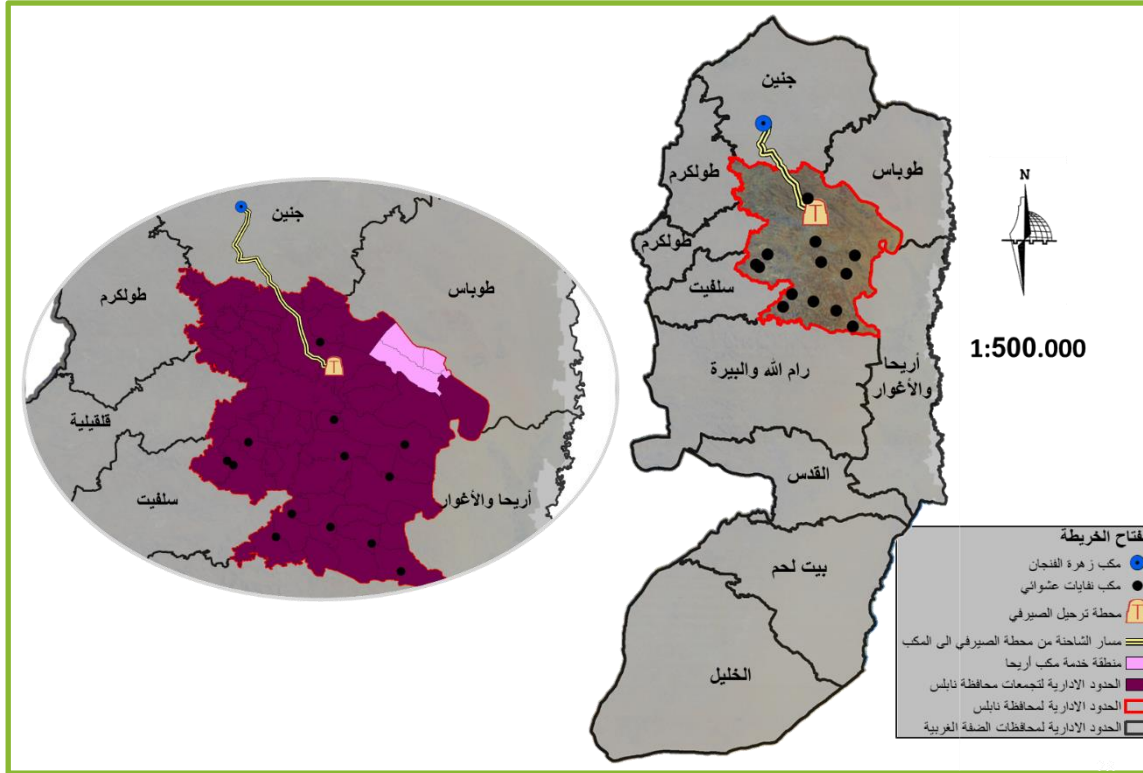 جنين
طولكرم
طوباس
قلقيلية
سلفيت
أريحا والأغوار
T
جنين
طولكرم
طوباس
T
طولكرم
سلفيت
رام الله والبيرة
أريحا
والأغوار
القدس
بيت لحم
الخليل
N
1:500.000
مفتاح الخريطة
مكب زهرة الفنجان
مكب نفايات عشوائي
محطة ترحيل الصيرفي
مسار الشاحنة من محطة الصيرفي الى المكب
منطقة خدمة مكب أريحا
الحدود الادارية لتجمعات محافظة نابلس
الحدود الادارية لمحافظة نابلس
الحدود الادارية لمحافظات الضفة الغربية